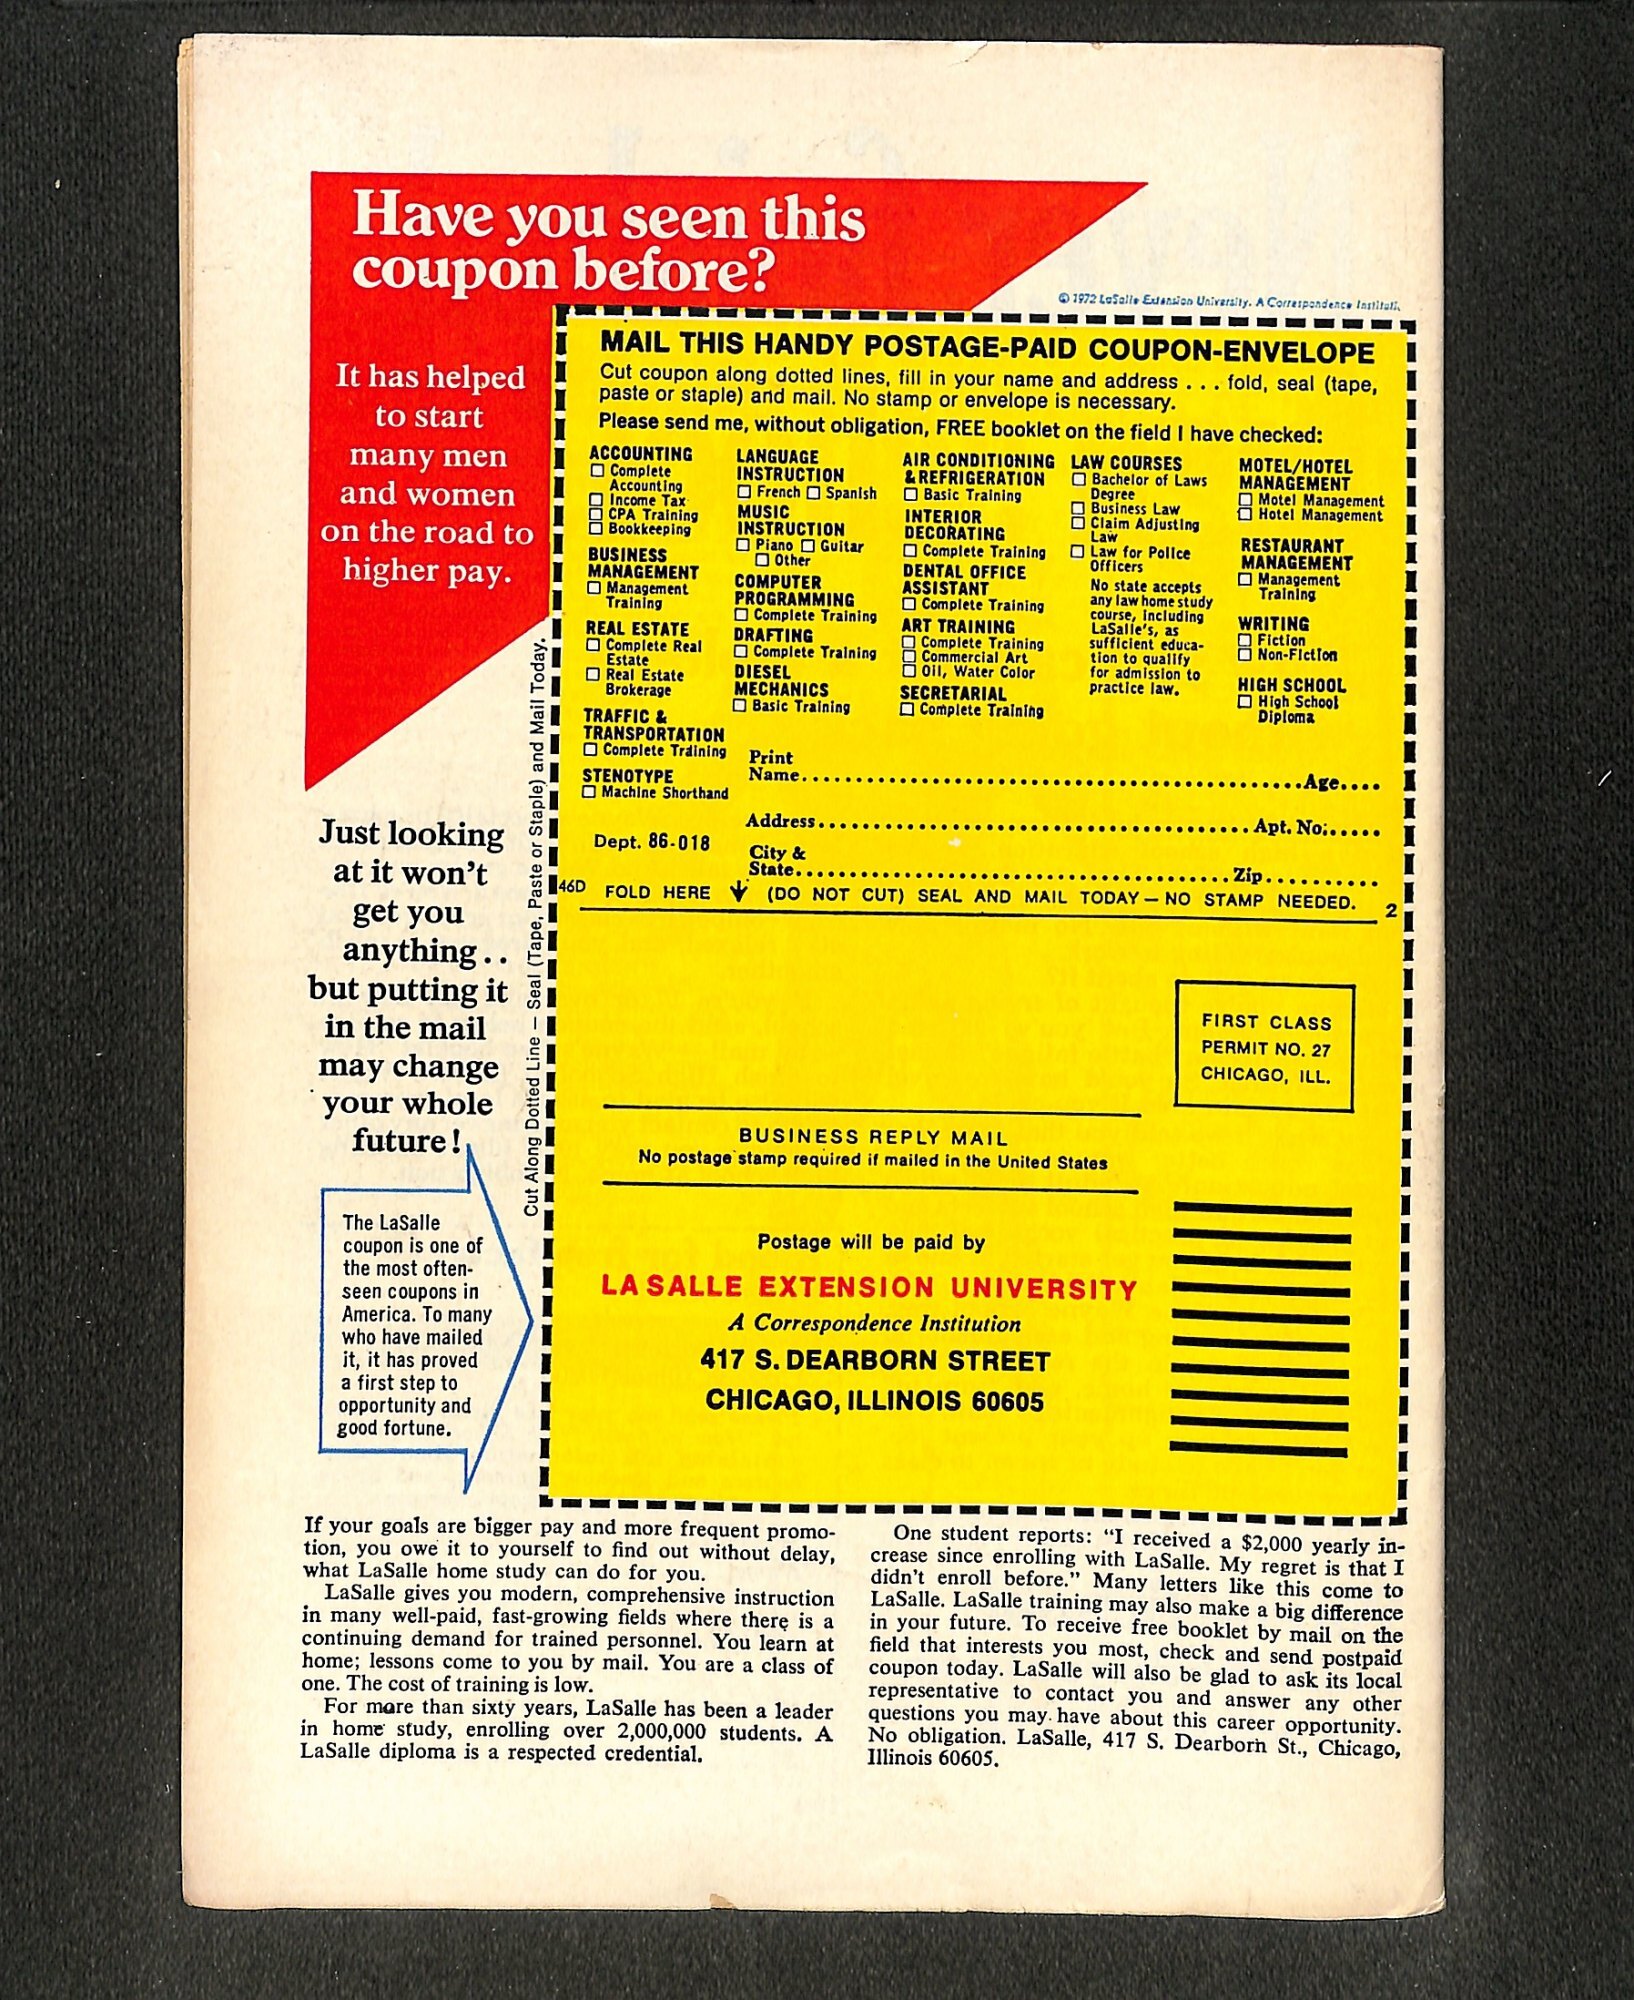 Have you seen this
coupon before?
It has helped
to start
many men
and women
on the road to
higher pay.
© 1972 LaSalle Extension University. A Correspondence Instituti.
MAIL THIS HANDY POSTAGE-PAID COUPON-ENVELOPE
Cut coupon along dotted lines, fill in your name and address . . . fold, seal (tape,
paste or staple) and mail. No stamp or envelope is necessary.
Please send me, without obligation, FREE booklet on the field I have checked:
ACCOUNTING
☐ Complete
Accounting
☐ Income Tax
☐ CPA Training
☐ Bookkeeping
BUSINESS
MANAGEMENT
☐ Management
Training
REAL ESTATE
☐ Complete Real
Estate
☐ Real Estate
Brokerage
TRAFFIC &
TRANSPORTATION
☐ Complete Training
STENOTYPE
☐ Machine Shorthand
LANGUAGE
INSTRUCTION
☐ French ☐ Spanish
MUSIC
INSTRUCTION
☐ Piano ☐ Guitar
☐ Other
COMPUTER
PROGRAMMING
☐ Complete Training
DRAFTING
☐ Complete Training
DIESEL
MECHANICS
☐ Basic Training
AIR CONDITIONING
& REFRIGERATION
☐ Basic Training
INTERIOR
DECORATING
☐ Complete Training
DENTAL OFFICE
ASSISTANT
☐ Complete Training
ART TRAINING
☐ Complete Training
☐ Commercial Art
☐ Oil, Water Color
SECRETARIAL
☐ Complete Training
LAW COURSES
☐ Bachelor of Laws
Degree
☐ Business Law
☐ Claim Adjusting
Law
☐ Law for Police
Officers
No state accepts
any law home study
course, including
LaSalle's, as
sufficient educa-
tion to qualify
for admission to
practice law.
MOTEL/HOTEL
MANAGEMENT
☐ Motel Management
☐ Hotel Management
RESTAURANT
MANAGEMENT
☐ Management
Training
WRITING
☐ Fiction
☐ Non-Fiction
HIGH SCHOOL
☐ High School
Diploma
Print
Name........................................Age....
Address........................................Apt. No:.....
Dept. 86-018
City &
State........................................Zip..........
46D FOLD HERE ↓ (DO NOT CUT) SEAL AND MAIL TODAY — NO STAMP NEEDED. 2
Cut Along Dotted Line — Seal (Tape, Paste or Staple) and Mail Today.
Just looking
at it won't
get you
anything . .
but putting it
in the mail
may change
your whole
future!
The LaSalle
coupon is one of
the most often-
seen coupons in
America. To many
who have mailed
it, it has proved
a first step to
opportunity and
good fortune.
FIRST CLASS
PERMIT NO. 27
CHICAGO, ILL.
BUSINESS REPLY MAIL
No postage stamp required if mailed in the United States
Postage will be paid by
LA SALLE EXTENSION UNIVERSITY
A Correspondence Institution
417 S. DEARBORN STREET
CHICAGO, ILLINOIS 60605
If your goals are bigger pay and more frequent promo-
tion, you owe it to yourself to find out without delay,
what LaSalle home study can do for you.
LaSalle gives you modern, comprehensive instruction
in many well-paid, fast-growing fields where there is a
continuing demand for trained personnel. You learn at
home; lessons come to you by mail. You are a class of
one. The cost of training is low.
For more than sixty years, LaSalle has been a leader
in home study, enrolling over 2,000,000 students. A
LaSalle diploma is a respected credential.
One student reports: "I received a $2,000 yearly in-
crease since enrolling with LaSalle. My regret is that I
didn't enroll before." Many letters like this come to
LaSalle. LaSalle training may also make a big difference
in your future. To receive free booklet by mail on the
field that interests you most, check and send postpaid
coupon today. LaSalle will also be glad to ask its local
representative to contact you and answer any other
questions you may have about this career opportunity.
No obligation. LaSalle, 417 S. Dearborn St., Chicago,
Illinois 60605.